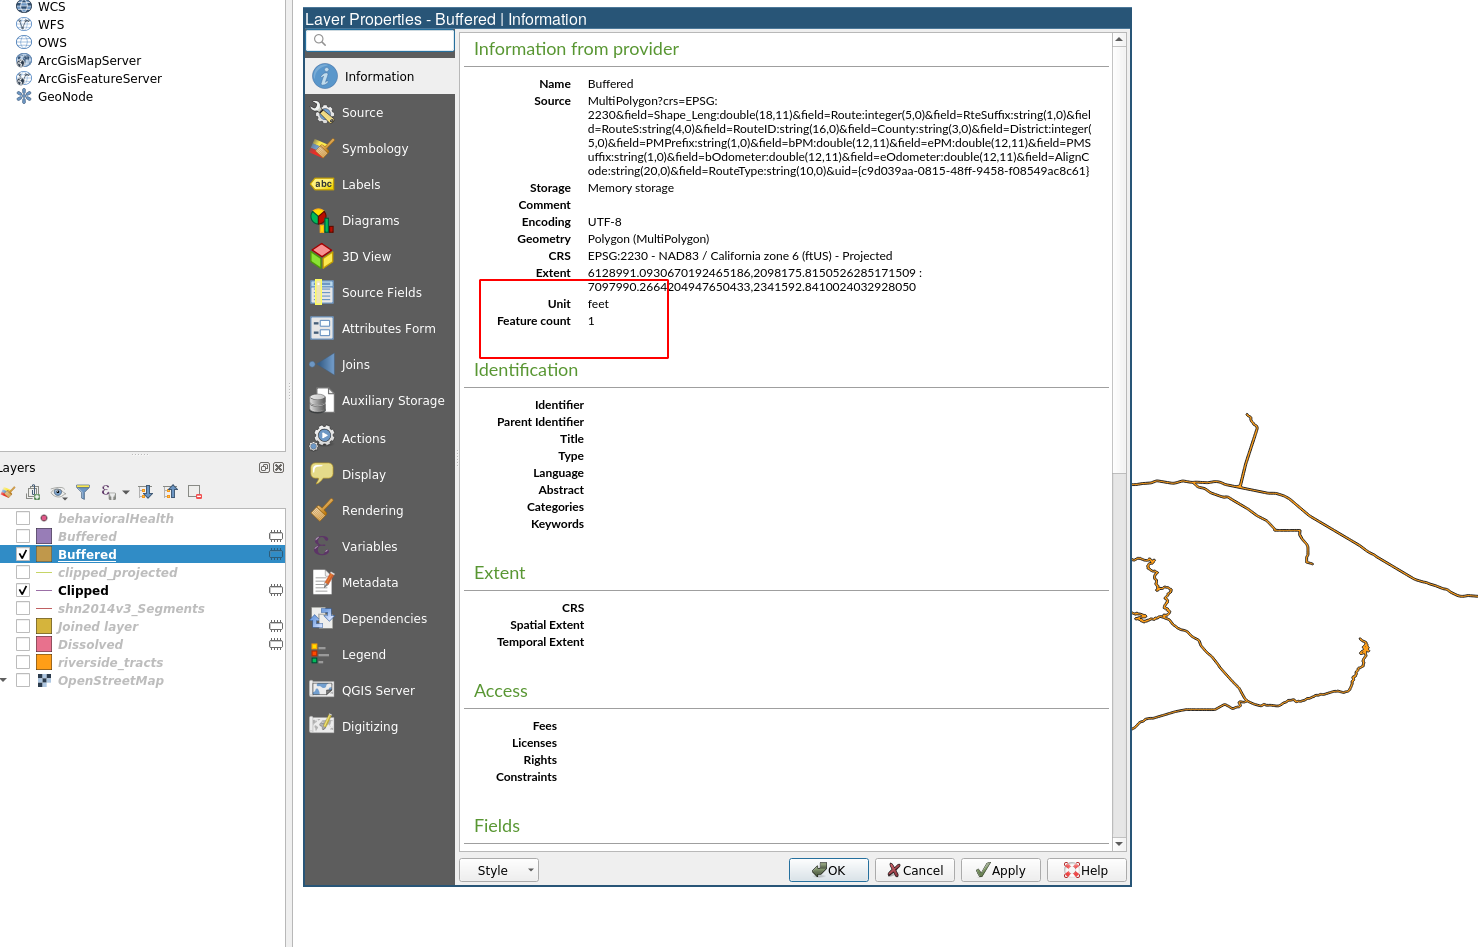 WCS
WFS
OWS
ArcGisMapServer
ArcGisFeatureServer
GeoNode
Layers
behavioralHealth
Buffered
Buffered
clipped_projected
Clipped
shn2014v3_Segments
Joined layer
Dissolved
riverside_tracts
OpenStreetMap
Layer Properties - Buffered | Information
Information
Source
Symbology
abc Labels
Diagrams
3D View
Source Fields
Attributes Form
Joins
Auxiliary Storage
Actions
Display
Rendering
Variables
Metadata
Dependencies
Legend
QGIS Server
Digitizing
Information from provider
Name Buffered
Source MultiPolygon?crs=EPSG:
2230&field=Shape_Leng:double(18,11)&field=Route:integer(5,0)&field=RteSuffix:string(1,0)&fiel
d=RouteS:string(4,0)&field=RouteID:string(16,0)&field=County:string(3,0)&field=District:integer(
5,0)&field=PMPrefix:string(1,0)&field=bPM:double(12,11)&field=ePM:double(12,11)&field=PMS
uffix:string(1,0)&field=bOdometer:double(12,11)&field=eOdometer:double(12,11)&field=AlignC
ode:string(20,0)&field=RouteType:string(10,0)&uid={c9d039aa-0815-48ff-9458-f08549ac8c61}
Storage Memory storage
Comment
Encoding UTF-8
Geometry Polygon (MultiPolygon)
CRS EPSG:2230 - NAD83 / California zone 6 (ftUS) - Projected
Extent 6128991.0930670192465186,2098175.8150526285171509 :
7097990.2664204947650433,2341592.8410024032928050
Unit feet
Feature count 1
Identification
Identifier
Parent Identifier
Title
Type
Language
Abstract
Categories
Keywords
Extent
CRS
Spatial Extent
Temporal Extent
Access
Fees
Licenses
Rights
Constraints
Fields
Style
OK
Cancel
Apply
Help